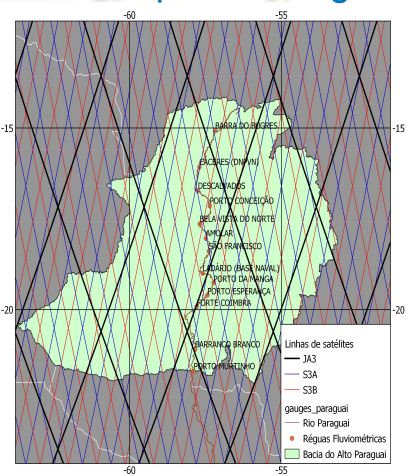 -60
-55
-15
-15
BARRA DO BUGRES
CÁCERES (DNPVN)
DESCALVADOS
PORTO CONCEIÇÃO
BELA VISTA DO NORTE
AMOLAR
SÃO FRANCISCO
LADÁRIO (BASE NAVAL)
PORTO DA MANGA
PORTO ESPERANÇA
FORTE COIMBRA
-20
-20
BARRANCO BRANCO
PORTO MURTINHO
Linhas de satélites
JA3
S3A
S3B
gauges_paraguai
Rio Paraguai
Réguas Fluviométricas
Bacia do Alto Paraguai
-60
-55